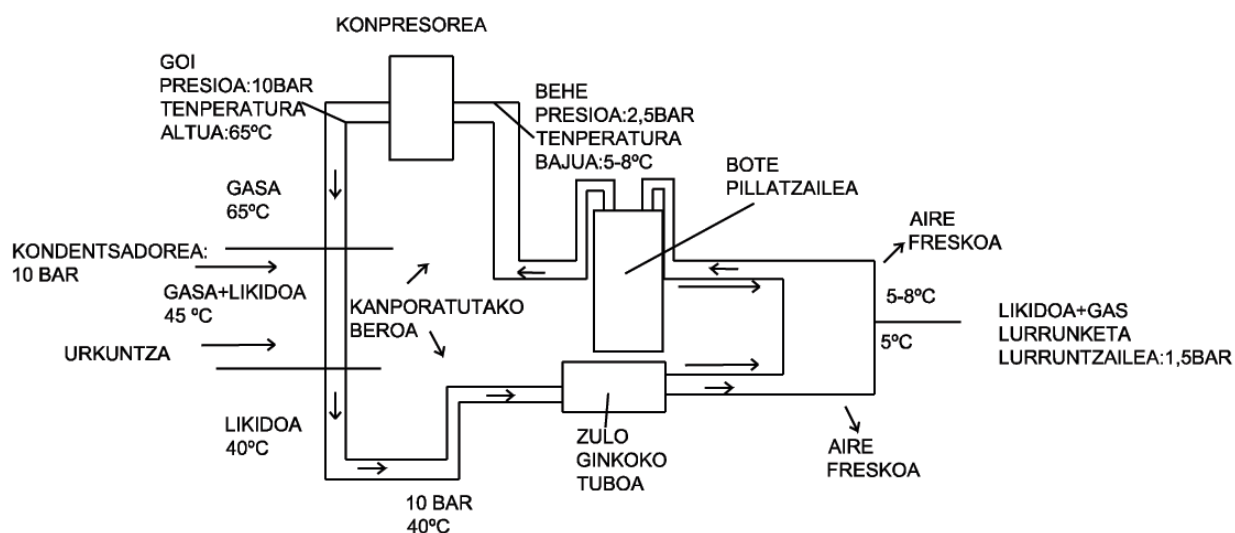 KONPRESOREA
GOI
PRESIOA:10BAR
TENPERATURA
ALTUA:65ºC
BEHE
PRESIOA:2,5BAR
TENPERATURA
BAJUA:5-8ºC
BOTE
PILLATZAILEA
GASA
65ºC
AIRE
FRESKOA
KONDENTSADOREA:
10 BAR
GASA+LIKIDOA
45 ºC
KANPORATUTAKO
BEROA
5-8ºC
5ºC
LIKIDOA+GAS
LURRUNKETA
LURRUNTZAILEA:1,5BAR
URKUNTZA
LIKIDOA
40ºC
ZULO
GINKOKO
TUBOA
AIRE
FRESKOA
10 BAR
40ºC